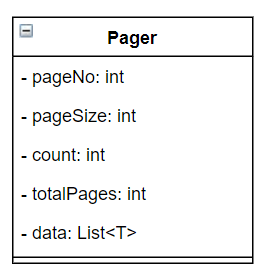 Pager
- pageNo: int
- pageSize: int
- count: int
- totalPages: int
- data: List<T>